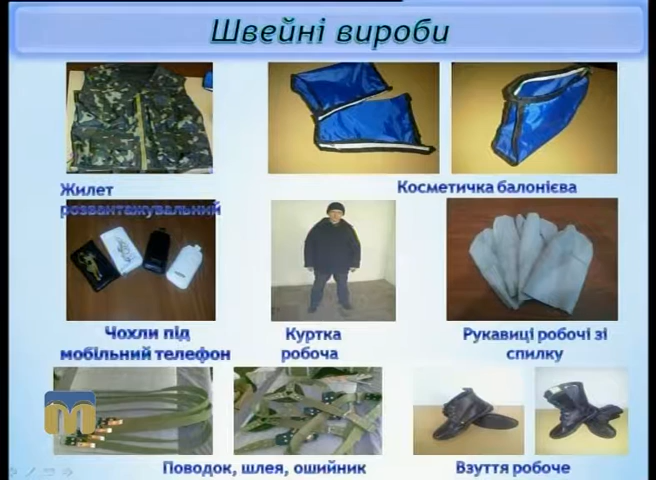 Швейні вироби
Жилет
розвантажувальний
Косметичка балонієва
Чохли під
мобільний телефон
Куртка
робоча
Рукавиці робочі зі
спилку
Поводок, шлея, ошийник
Взуття робоче